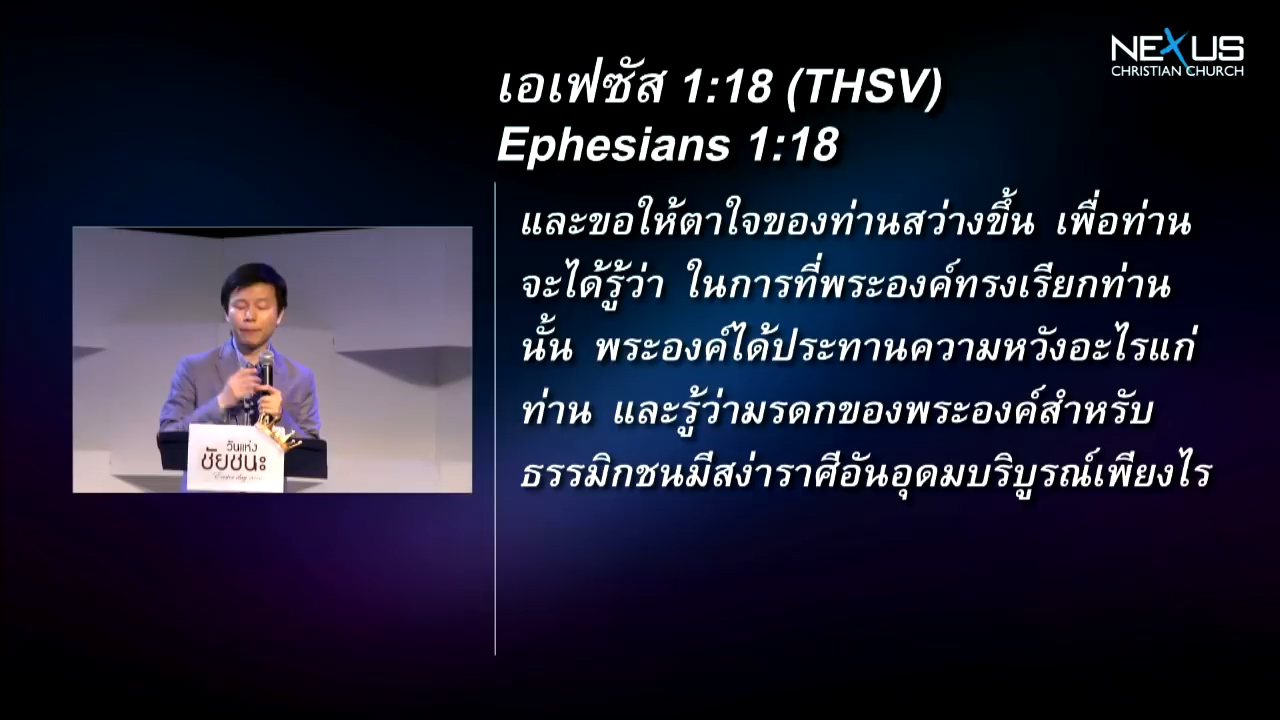 NEXUS
CHRISTIAN CHURCH
เอเฟซัส 1:18 (THSV)
Ephesians 1:18
และขอให้ตาใจของท่านสว่างขึ้น เพื่อท่าน
จะได้รู้ว่า ในการที่พระองค์ทรงเรียกท่าน
นั้น พระองค์ได้ประทานความหวังอะไรแก่
ท่าน และรู้ว่ามรดกของพระองค์สำหรับ
ธรรมิกชนมีสง่าราศีอันอุดมบริบูรณ์เพียงไร
วันแห่ง
ชัยชนะ
Easter day